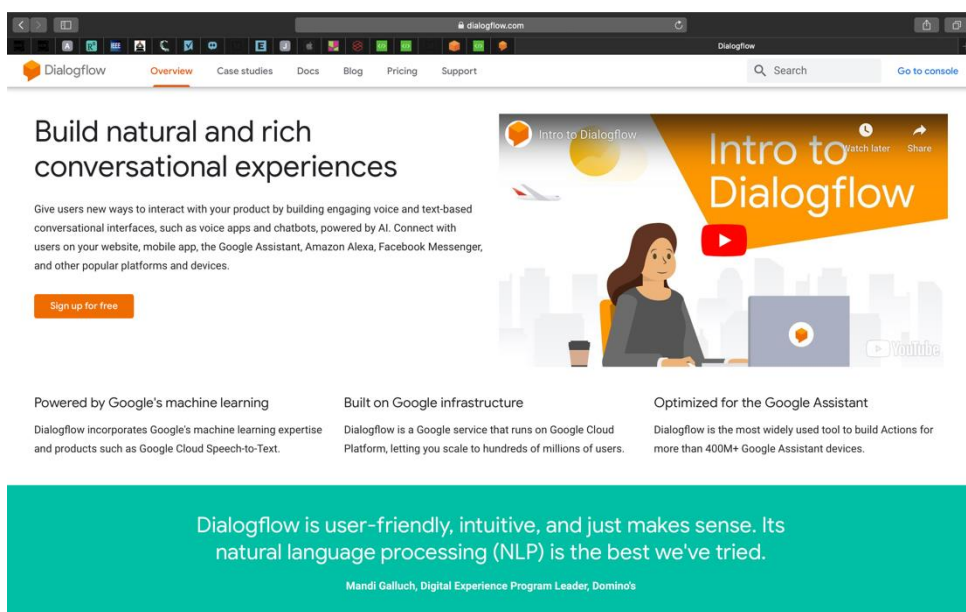 dialogflow.com
IEEE
Dialogflow
Dialogflow
Overview
Case studies
Docs
Blog
Pricing
Support
Search
Go to console
Build natural and rich
conversational experiences
Give users new ways to interact with your product by building engaging voice and text-based
conversational interfaces, such as voice apps and chatbots, powered by AI. Connect with
users on your website, mobile app, the Google Assistant, Amazon Alexa, Facebook Messenger,
and other popular platforms and devices.
Sign up for free
Intro to Dialogflow
Watch later
Share
Intro to
Dialogflow
YouTube
Powered by Google's machine learning
Dialogflow incorporates Google's machine learning expertise
and products such as Google Cloud Speech-to-Text.
Built on Google infrastructure
Dialogflow is a Google service that runs on Google Cloud
Platform, letting you scale to hundreds of millions of users.
Optimized for the Google Assistant
Dialogflow is the most widely used tool to build Actions for
more than 400M+ Google Assistant devices.
Dialogflow is user-friendly, intuitive, and just makes sense. Its
natural language processing (NLP) is the best we've tried.
Mandi Galluch, Digital Experience Program Leader, Domino's